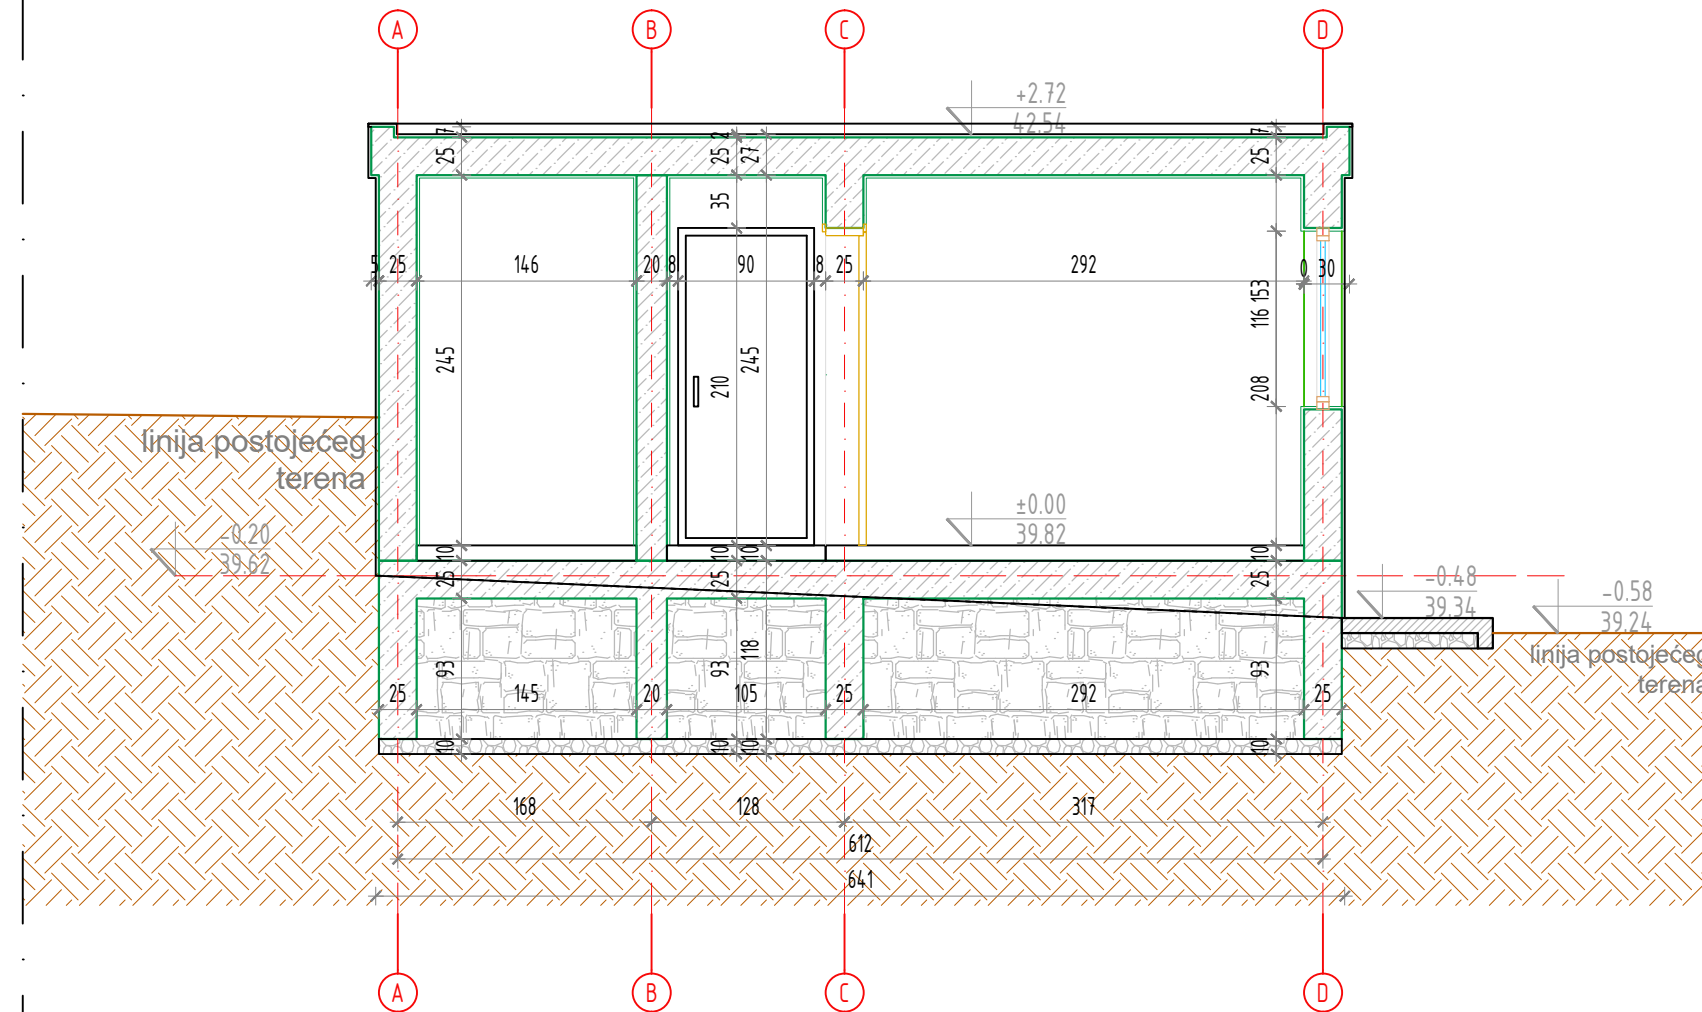 A B C D
+2.72
42.54
7 2 7
25 25 27 25
35
5 25 146 20 8 90 8 25 292 0 30
116 153
245 210 245 208
linija postojećeg
terena
±0.00
39.82
-0.20
39.62
10 10 10 10
25 25 25
-0.48
39.34
-0.58
39.24
linija postojećeg
terena
93 93 118 93
25 145 20 105 25 292 25
10 10 10 10
168 128 317
612
641
A B C D